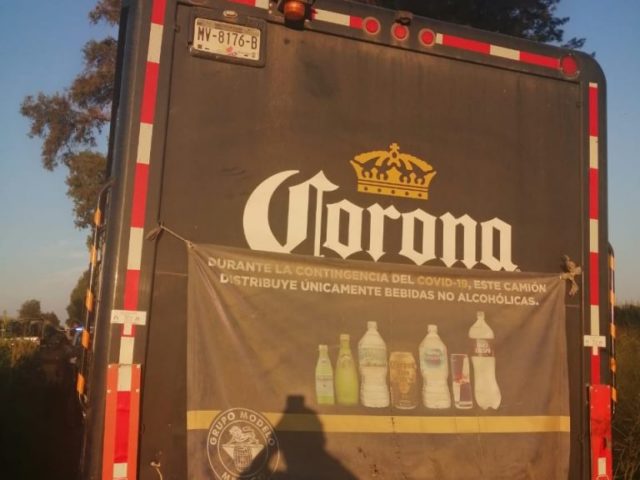 MV-8176-B
Corona
DURANTE LA CONTINGENCIA DEL COVID-19, ESTE CAMIÓN
DISTRIBUYE ÚNICAMENTE BEBIDAS NO ALCOHÓLICAS.
GRUPO MODELO